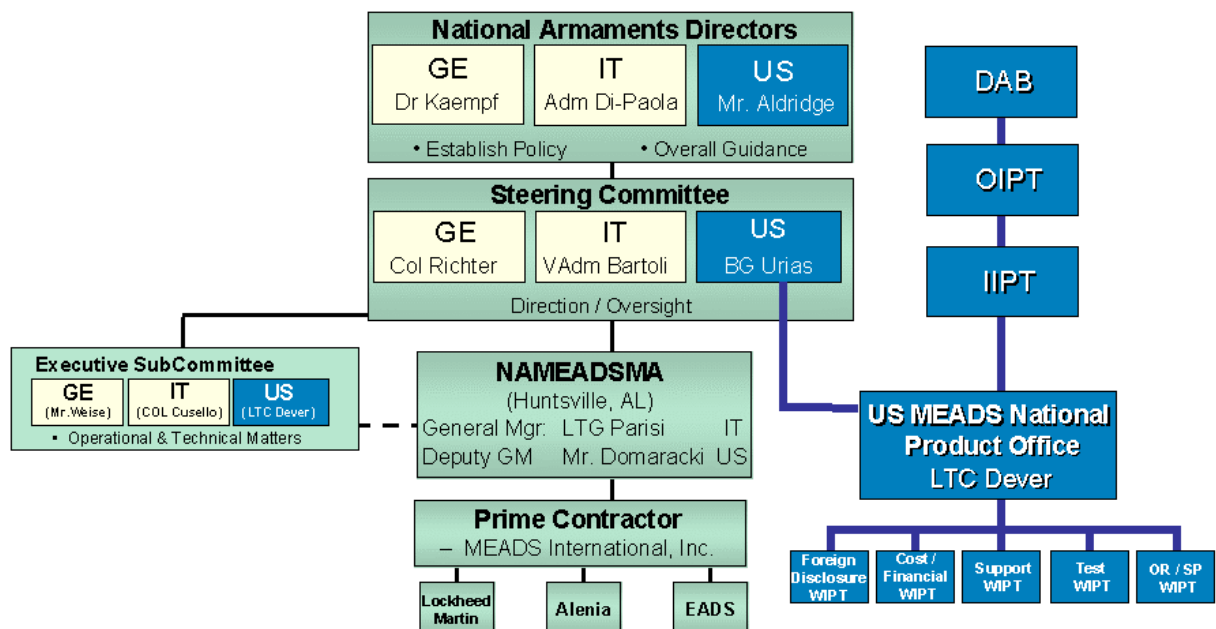 National Armaments Directors
GE
Dr Kaempf
IT
Adm Di-Paola
US
Mr. Aldridge
• Establish Policy
• Overall Guidance
Steering Committee
GE
Col Richter
IT
VAdm Bartoli
US
BG Urias
Direction / Oversight
Executive SubCommittee
GE
(Mr.Weise)
IT
(COL Cusello)
US
(LTC Dever)
• Operational & Technical Matters
NAMEADSMA
(Huntsville, AL)
General Mgr: LTG Parisi IT
Deputy GM Mr. Domaracki US
Prime Contractor
– MEADS International, Inc.
Lockheed
Martin
Alenia
EADS
DAB
OIPT
IIPT
US MEADS National
Product Office
LTC Dever
Foreign
Disclosure
WIPT
Cost /
Financial
WIPT
Support
WIPT
Test
WIPT
OR / SP
WIPT